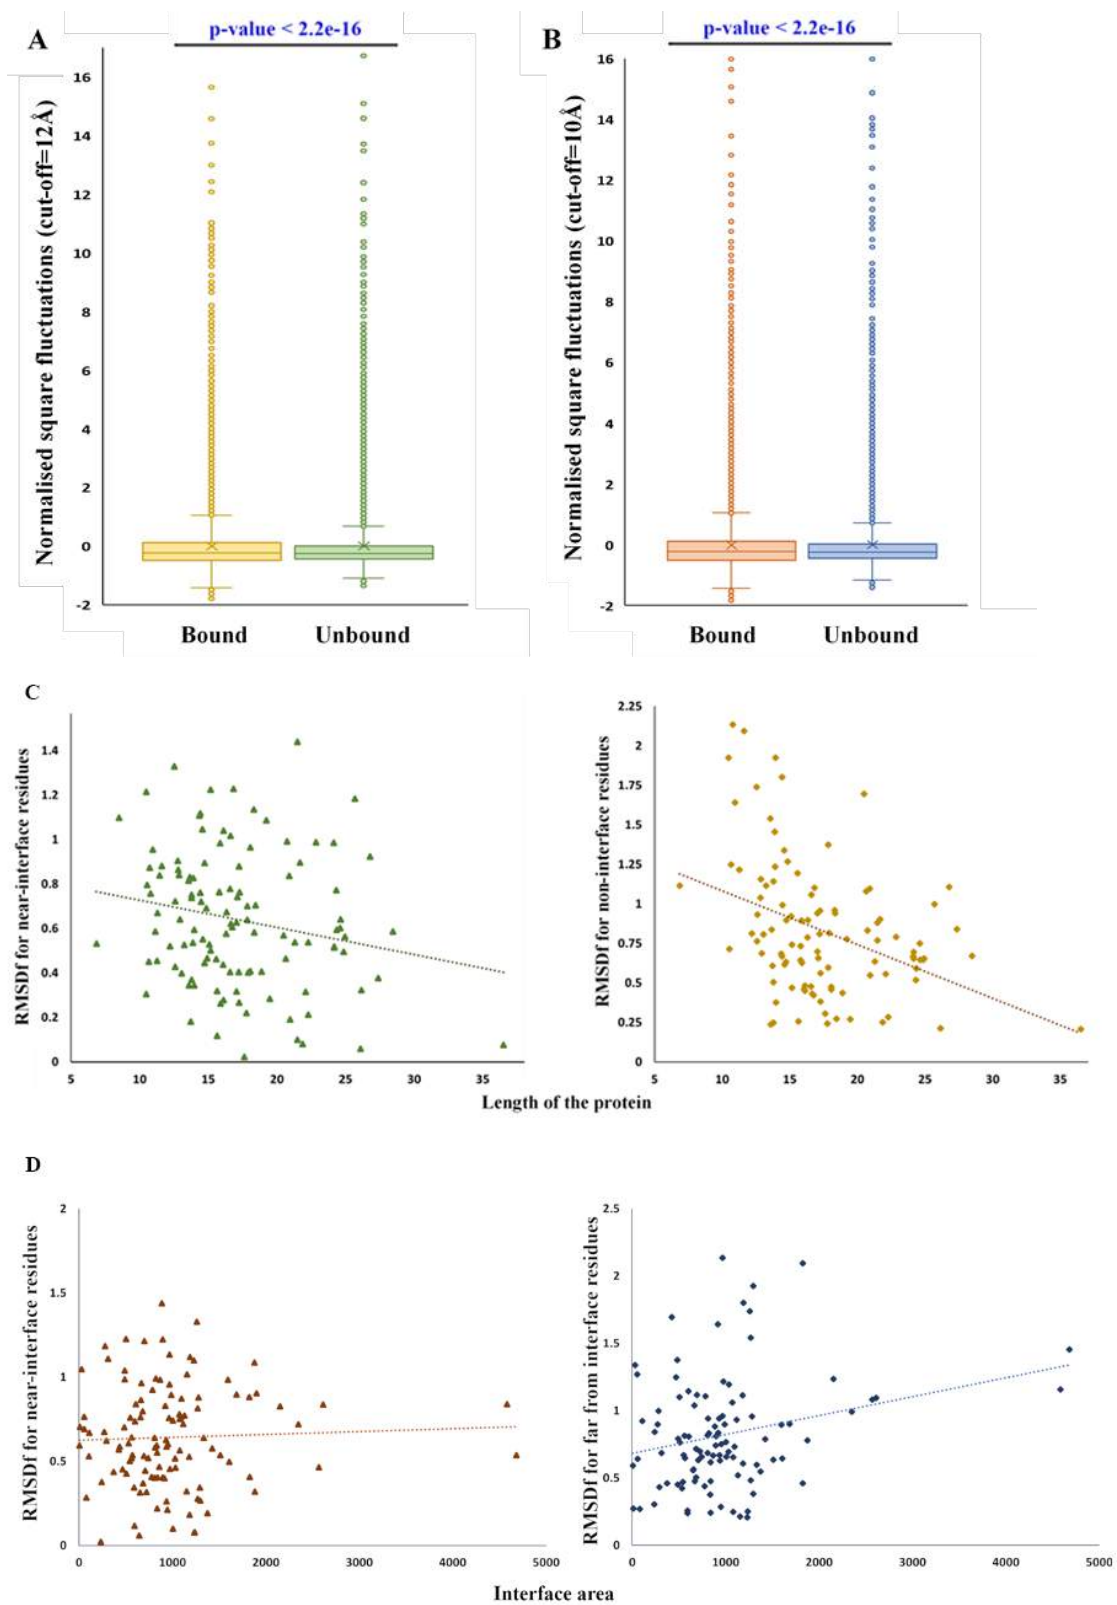 A
p-value < 2.2e-16
Normalised square fluctuations (cut-off=12Å)
16
14
12
10
8
6
4
2
0
-2
Bound Unbound
B
p-value < 2.2e-16
Normalised square fluctuations (cut-off=10Å)
16
14
12
10
8
6
4
2
0
-2
Bound Unbound
C
RMSDf for near-interface residues
1.4
1.2
1
0.8
0.6
0.4
0.2
0
5 10 15 20 25 30 35
RMSDf for non-interface residues
2.25
2
1.75
1.5
1.25
1
0.75
0.5
0.25
0
5 10 15 20 25 30 35
Length of the protein
D
RMSDf for near-interface residues
2
1.5
1
0.5
0
0 1000 2000 3000 4000 5000
RMSDf for far from interface residues
2.5
2
1.5
1
0.5
0
0 1000 2000 3000 4000 5000
Interface area